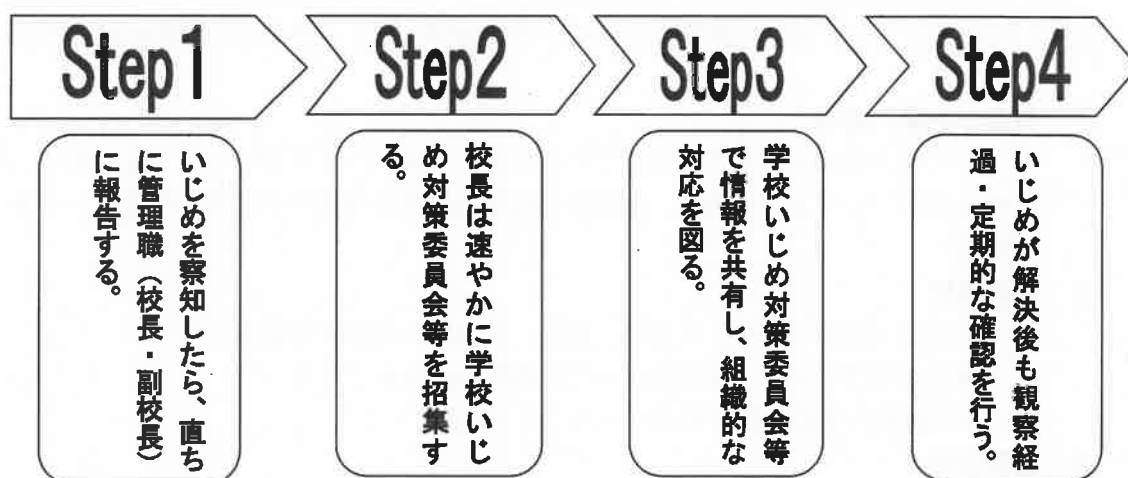 Step1
いじめを察知したら、直ち
に管理職（校長・副校長）
に報告する。
Step2
校長は速やかに学校いじ
め対策委員会等を招集す
る。
Step3
学校いじめ対策委員会等
で情報を共有し、組織的な
対応を図る。
Step4
いじめが解決後も観察経
過・定期的な確認を行う。